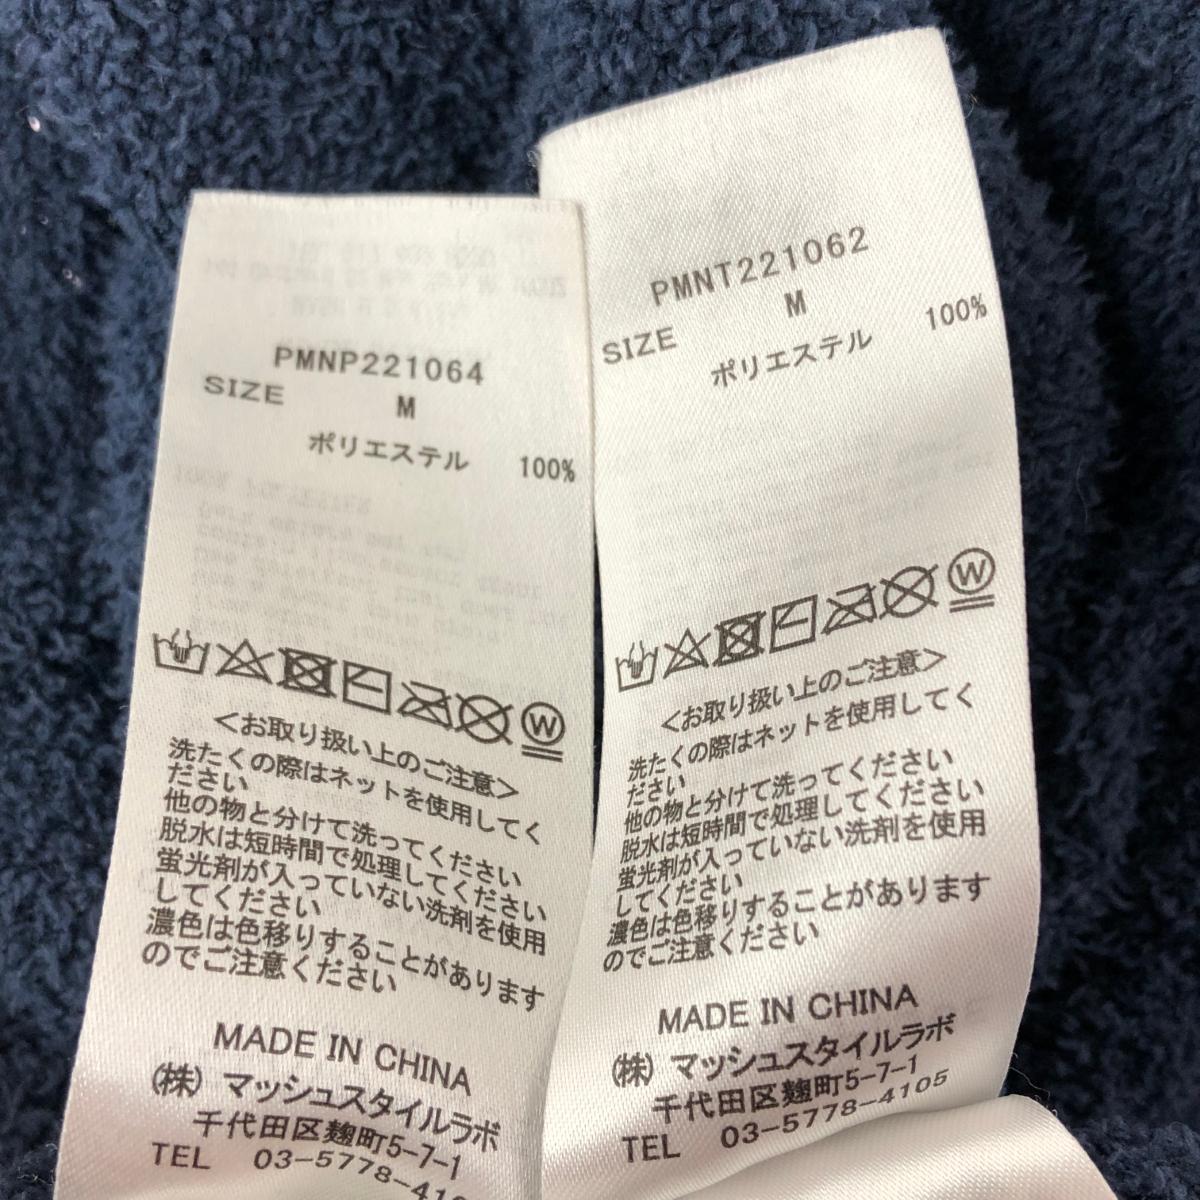 PMNP221064
SIZE M
ポリエステル 100%
W
<お取り扱い上のご注意>
洗たくの際はネットを使用してく
ださい
他の物と分けて洗ってください
脱水は短時間で処理してください
蛍光剤が入っていない洗剤を使用
してください
濃色は色移りすることがあります
のでご注意ください
MADE IN CHINA
(株) マッシュスタイルラボ
千代田区麹町5-7-1
TEL 03-5778-410
PMNT221062
SIZE M
ポリエステル 100%
W
<お取り扱い上のご注意>
洗たくの際はネットを使用してく
ださい
他の物と分けて洗ってください
脱水は短時間で処理してください
蛍光剤が入っていない洗剤を使用
してください
濃色は色移りすることがあります
のでご注意ください
MADE IN CHINA
(株) マッシュスタイルラボ
千代田区麹町5-7-1
TEL 03-5778-4105